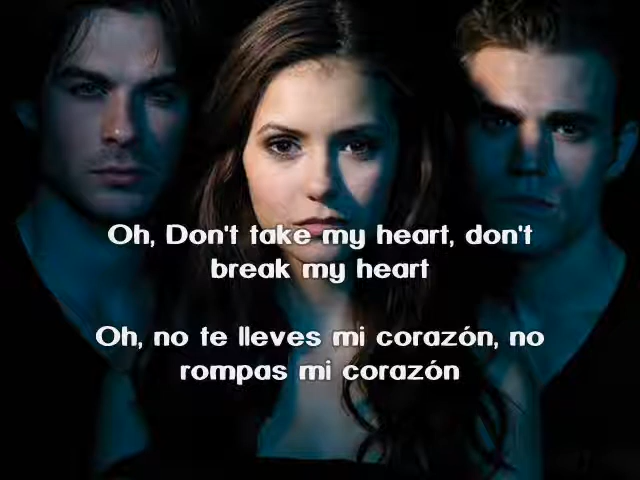 Oh, Don't take my heart, don't
break my heart
Oh, no te lleves mi corazón, no
rompas mi corazón